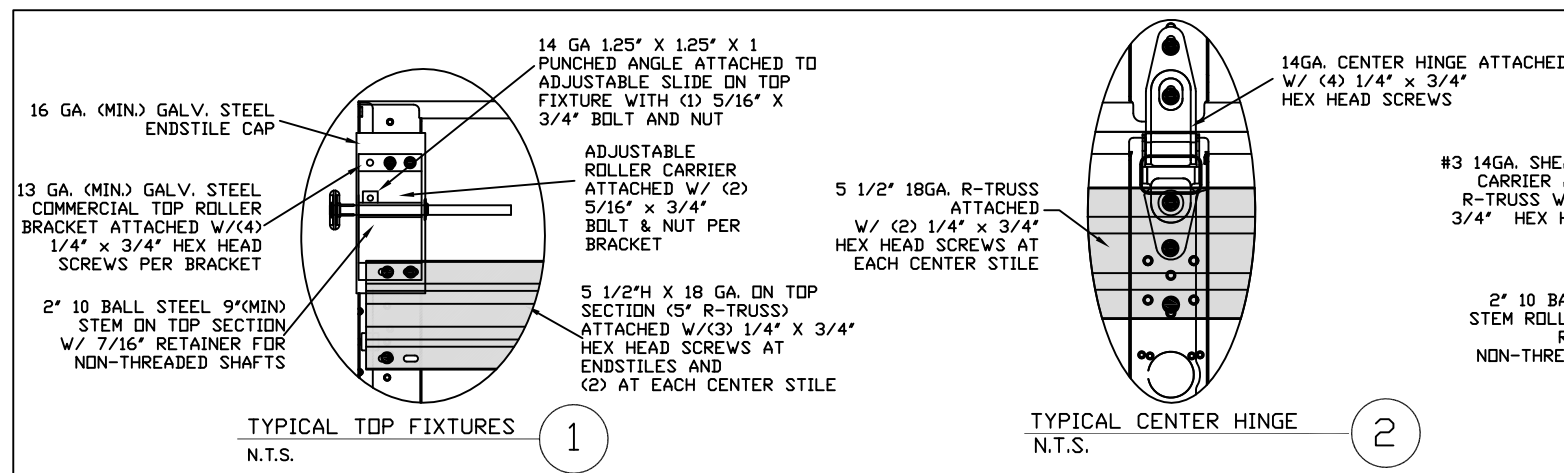 14 GA 1.25" X 1.25" X 1
PUNCHED ANGLE ATTACHED TO
ADJUSTABLE SLIDE ON TOP
FIXTURE WITH (1) 5/16" X
3/4" BOLT AND NUT
16 GA. (MIN.) GALV. STEEL
ENDSTILE CAP
ADJUSTABLE
ROLLER CARRIER
ATTACHED W/ (2)
5/16" x 3/4"
BOLT & NUT PER
BRACKET
13 GA. (MIN.) GALV. STEEL
COMMERCIAL TOP ROLLER
BRACKET ATTACHED W/(4)
1/4" x 3/4" HEX HEAD
SCREWS PER BRACKET
2" 10 BALL STEEL 9"(MIN)
STEM ON TOP SECTION
W/ 7/16" RETAINER FOR
NON-THREADED SHAFTS
5 1/2"H X 18 GA. ON TOP
SECTION (5" R-TRUSS)
ATTACHED W/(3) 1/4" X 3/4"
HEX HEAD SCREWS AT
ENDSTILES AND
(2) AT EACH CENTER STILE
TYPICAL TOP FIXTURES
N.T.S.
1
14GA. CENTER HINGE ATTACHED
W/ (4) 1/4" x 3/4"
HEX HEAD SCREWS
5 1/2" 18GA. R-TRUSS
ATTACHED
W/ (2) 1/4" x 3/4"
HEX HEAD SCREWS AT
EACH CENTER STILE
TYPICAL CENTER HINGE
N.T.S.
2
#3 14GA.
CARRIER
R-TRUSS
3/4" HEX
2" 10
STEM